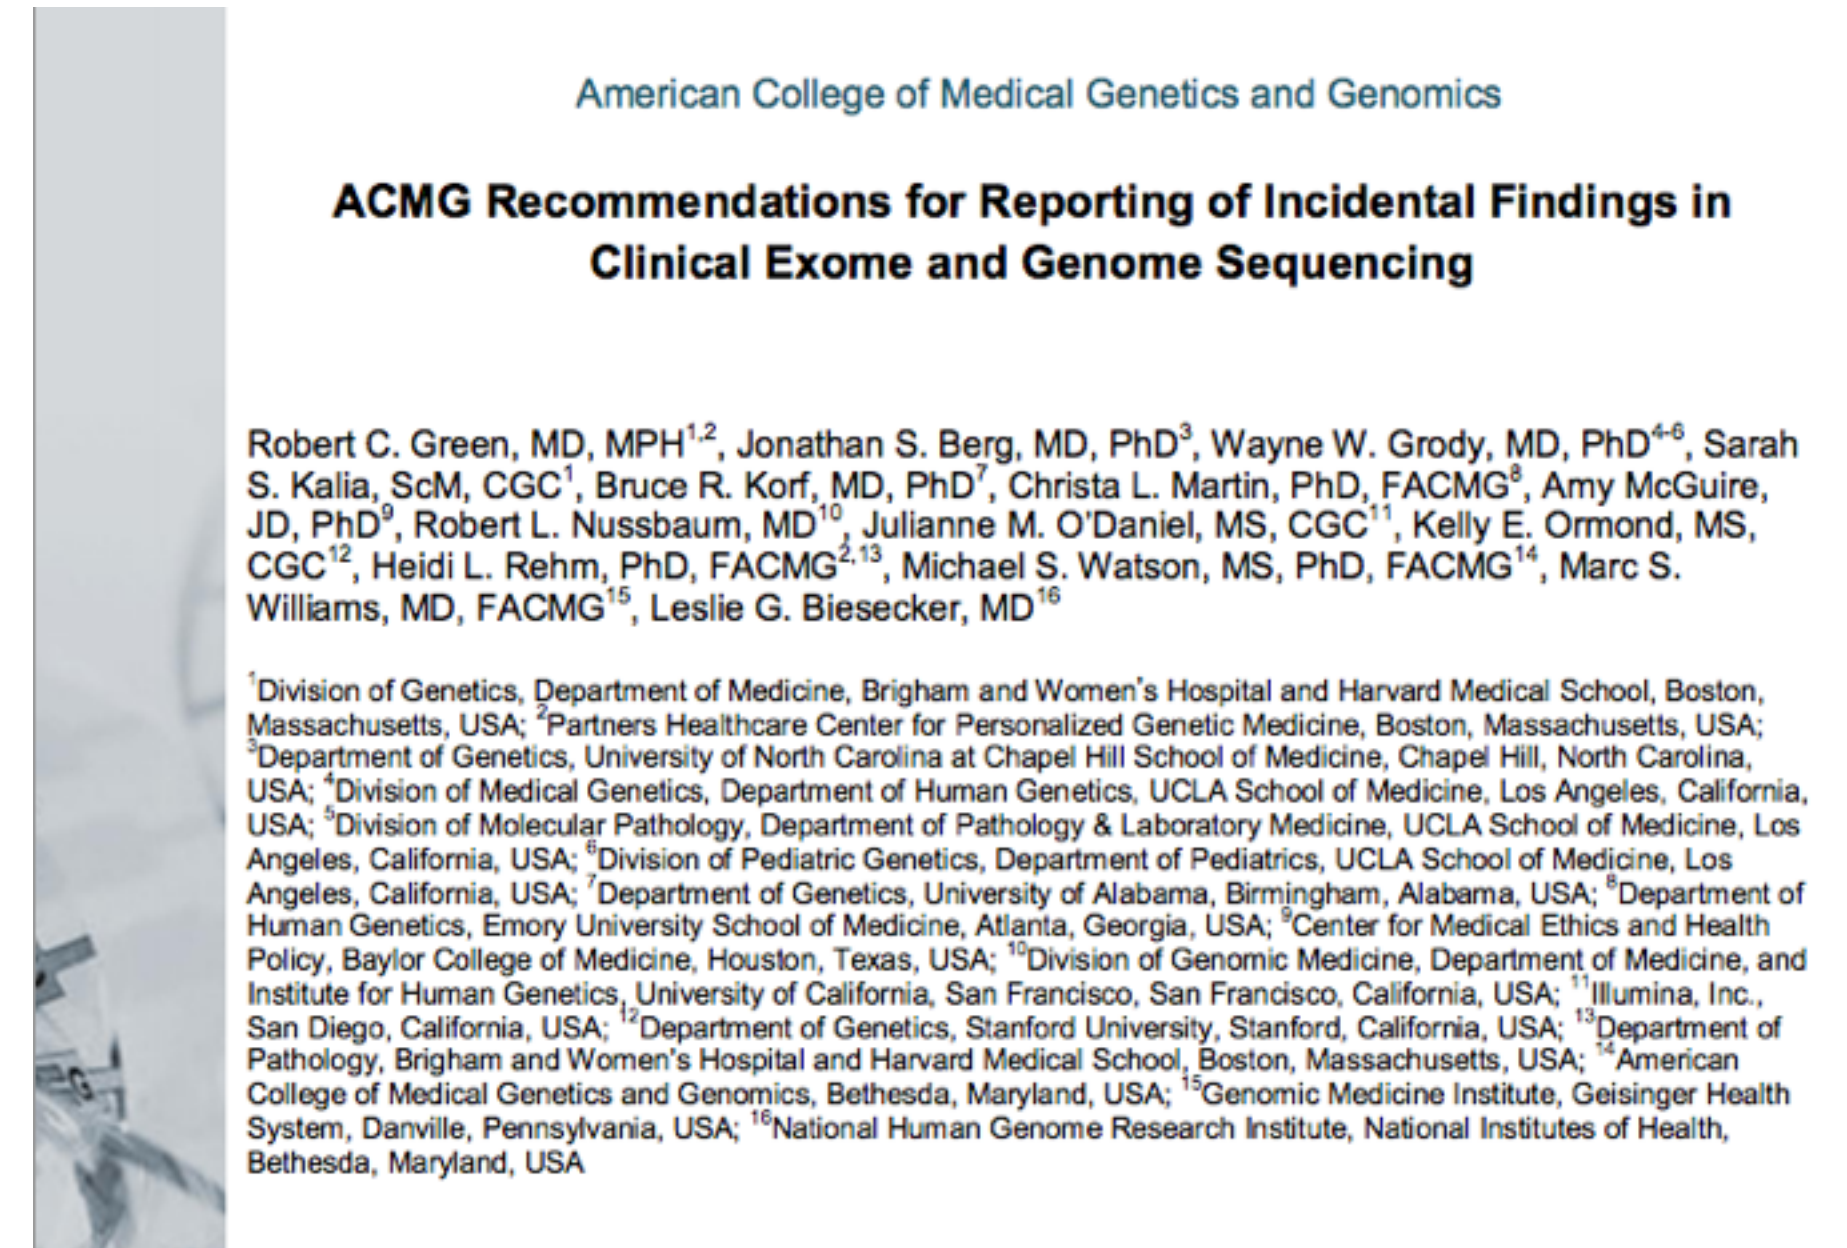 American College of Medical Genetics and Genomics
ACMG Recommendations for Reporting of Incidental Findings in
Clinical Exome and Genome Sequencing
Robert C. Green, MD, MPH1,2, Jonathan S. Berg, MD, PhD3, Wayne W. Grody, MD, PhD4-6, Sarah
S. Kalia, ScM, CGC1, Bruce R. Korf, MD, PhD7, Christa L. Martin, PhD, FACMG8, Amy McGuire,
JD, PhD9, Robert L. Nussbaum, MD10, Julianne M. O'Daniel, MS, CGC11, Kelly E. Ormond, MS,
CGC12, Heidi L. Rehm, PhD, FACMG2,13, Michael S. Watson, MS, PhD, FACMG14, Marc S.
Williams, MD, FACMG15, Leslie G. Biesecker, MD16
1Division of Genetics, Department of Medicine, Brigham and Women's Hospital and Harvard Medical School, Boston,
Massachusetts, USA; 2Partners Healthcare Center for Personalized Genetic Medicine, Boston, Massachusetts, USA;
3Department of Genetics, University of North Carolina at Chapel Hill School of Medicine, Chapel Hill, North Carolina,
USA; 4Division of Medical Genetics, Department of Human Genetics, UCLA School of Medicine, Los Angeles, California,
USA; 5Division of Molecular Pathology, Department of Pathology & Laboratory Medicine, UCLA School of Medicine, Los
Angeles, California, USA; 6Division of Pediatric Genetics, Department of Pediatrics, UCLA School of Medicine, Los
Angeles, California, USA; 7Department of Genetics, University of Alabama, Birmingham, Alabama, USA; 8Department of
Human Genetics, Emory University School of Medicine, Atlanta, Georgia, USA; 9Center for Medical Ethics and Health
Policy, Baylor College of Medicine, Houston, Texas, USA; 10Division of Genomic Medicine, Department of Medicine, and
Institute for Human Genetics, University of California, San Francisco, San Francisco, California, USA; 11Illumina, Inc.,
San Diego, California, USA; 12Department of Genetics, Stanford University, Stanford, California, USA; 13Department of
Pathology, Brigham and Women's Hospital and Harvard Medical School, Boston, Massachusetts, USA; 14American
College of Medical Genetics and Genomics, Bethesda, Maryland, USA; 15Genomic Medicine Institute, Geisinger Health
System, Danville, Pennsylvania, USA; 16National Human Genome Research Institute, National Institutes of Health,
Bethesda, Maryland, USA